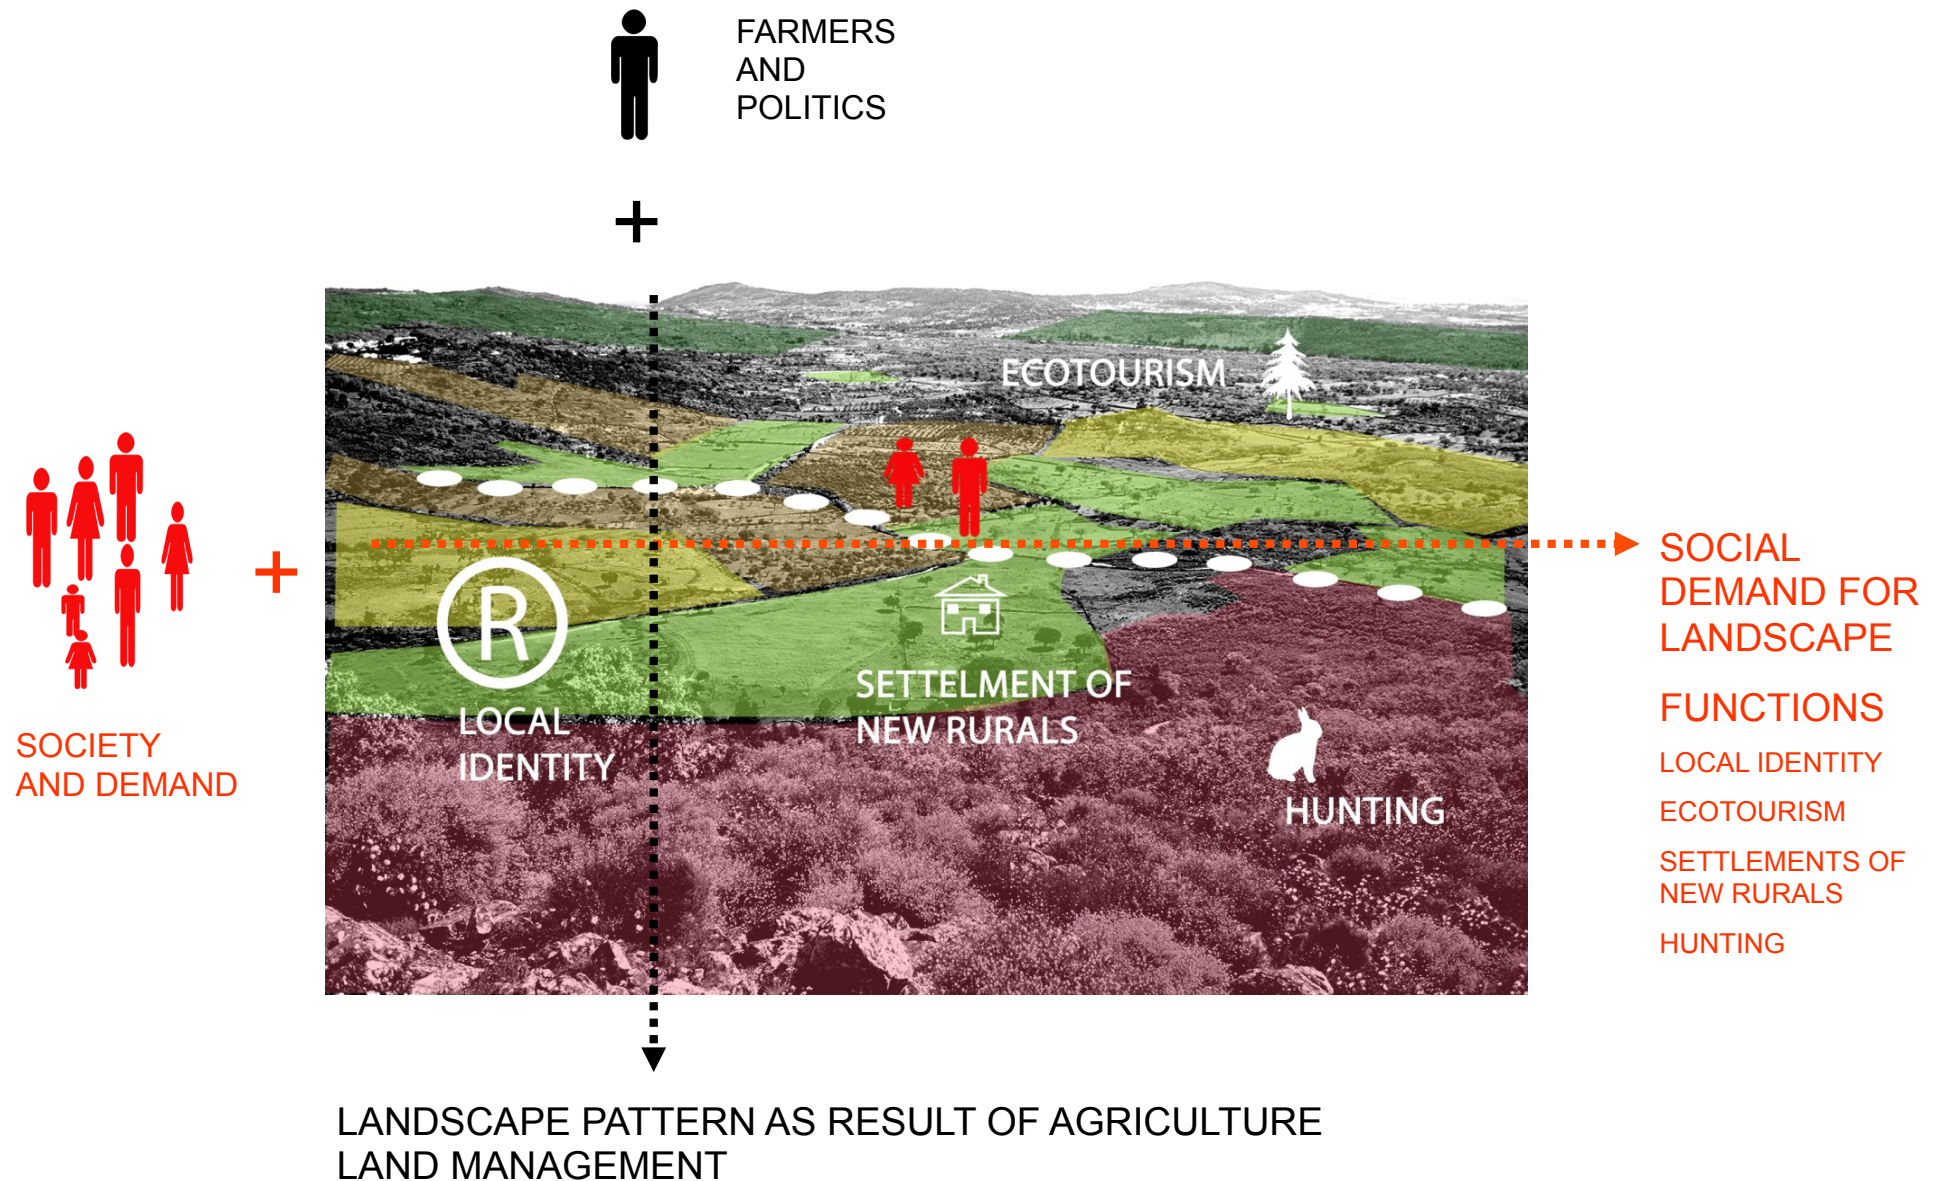 FARMERS
AND
POLITICS
+
ECOTOURISM
+
R
LOCAL
IDENTITY
SETTELMENT OF
NEW RURALS
HUNTING
SOCIETY
AND DEMAND
SOCIAL
DEMAND FOR
LANDSCAPE
FUNCTIONS
LOCAL IDENTITY
ECOTOURISM
SETTLEMENTS OF
NEW RURALS
HUNTING
LANDSCAPE PATTERN AS RESULT OF AGRICULTURE
LAND MANAGEMENT